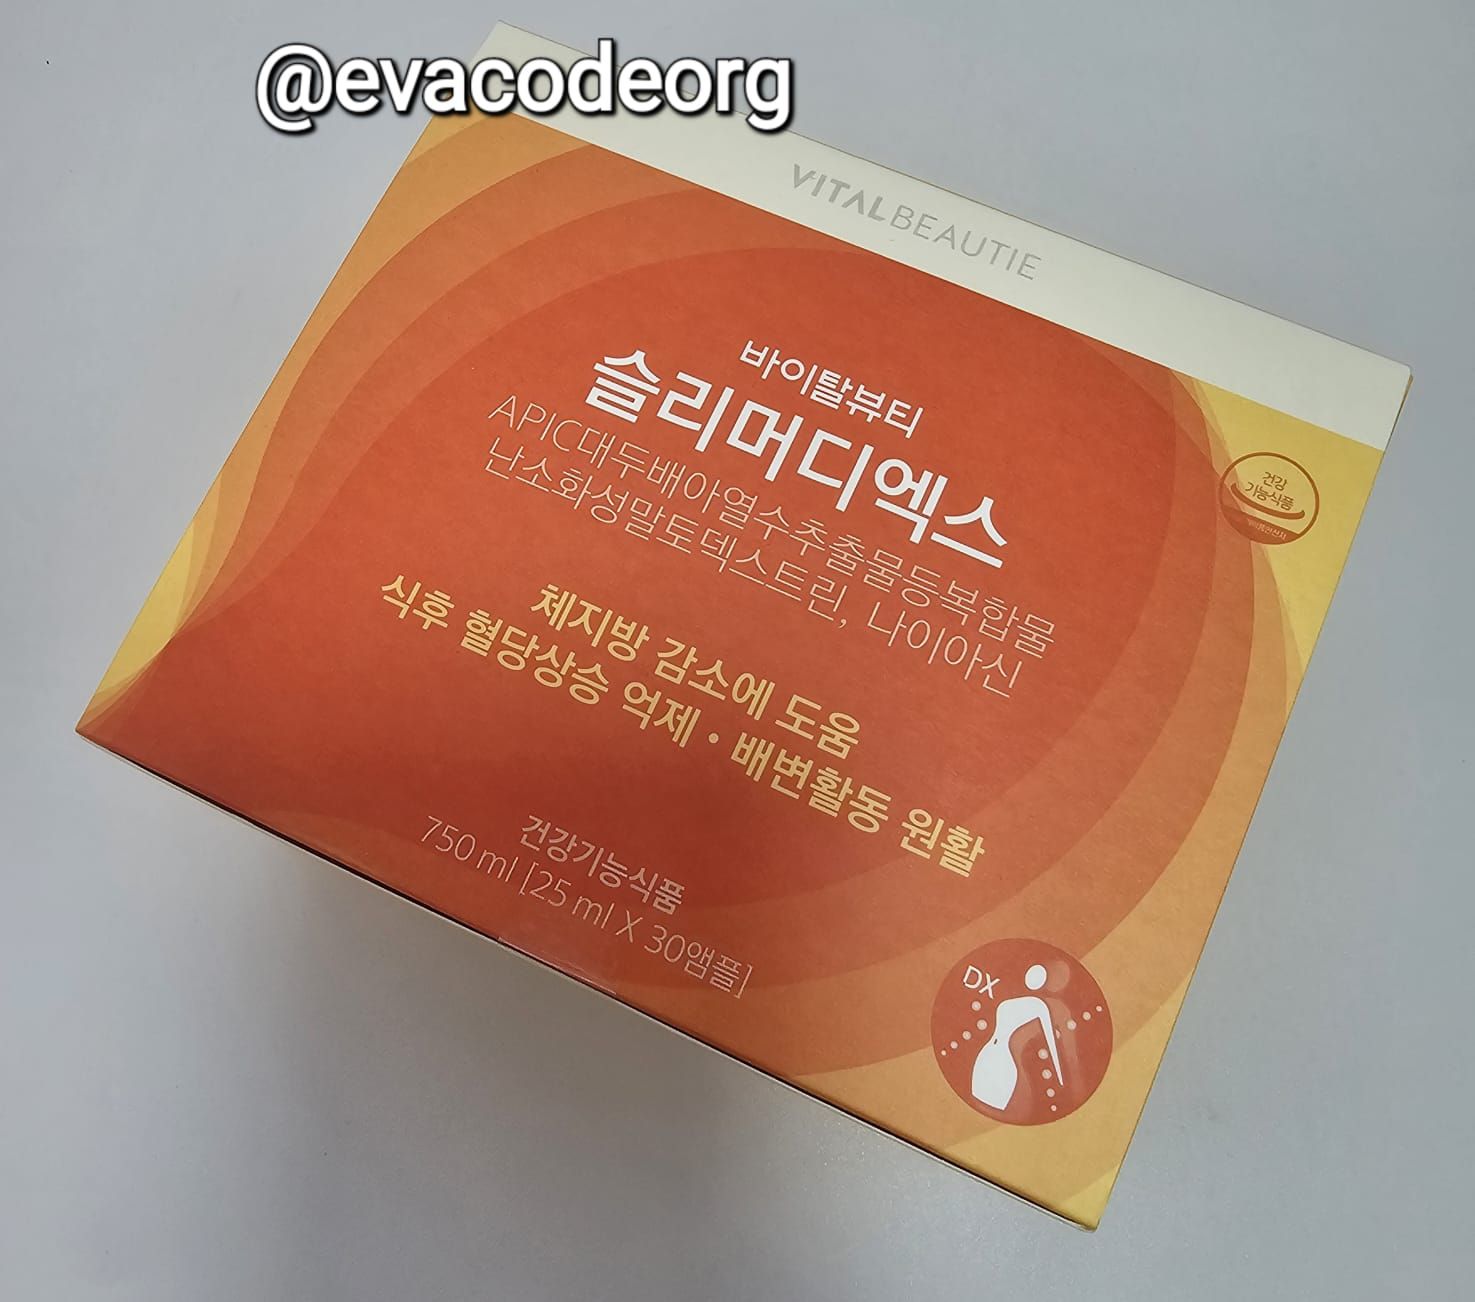 @evacodeorg
VITALBEAUTIE
바이탈뷰티
슬리머디엑스
APIC대두배아열수추출물등복합물
난소화성말토덱스트린, 나이아신
건강
기능식품
체지방 감소에 도움
식후 혈당상승 억제 · 배변활동 원활
건강기능식품
750 ml [25 ml X 30앰플]
DX